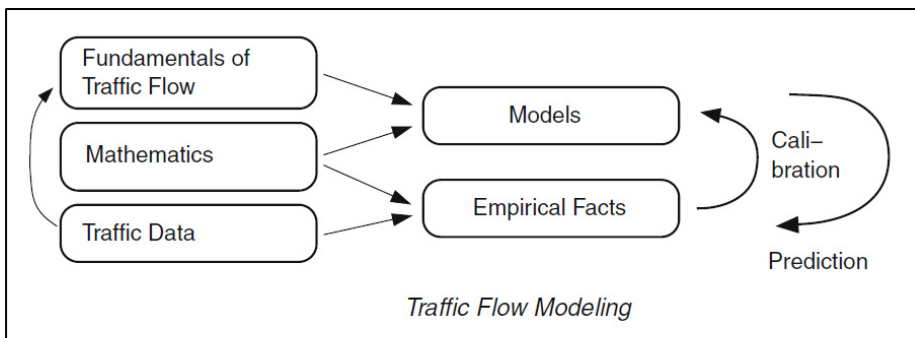 Fundamentals of
Traffic Flow
Mathematics
Traffic Data
Models
Empirical Facts
Cali–
bration
Prediction
Traffic Flow Modeling